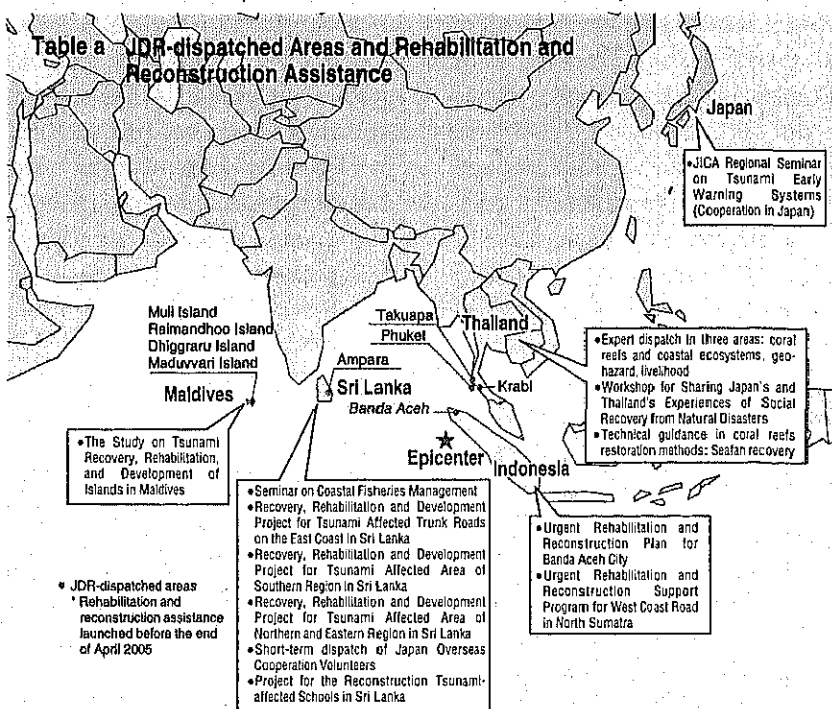 Table a JDR-dispatched Areas and Rehabilitation and
Reconstruction Assistance
Japan
•JICA Regional Seminar
on Tsunami Early
Warning Systems
(Cooperation in Japan)
Muli Island
Raimandhoo Island
Dhiggraru Island
Maduvvari Island
Maldives
•The Study on Tsunami
Recovery, Rehabilitation,
and Development of
Islands in Maldives
Ampara
Sri Lanka
Banda Aceh
Takuapa
Phuket
Thailand
Krabi
Epicenter
Indonesia
•Expert dispatch in three areas: coral
reefs and coastal ecosystems, geo-
hazard, livelihood
•Workshop for Sharing Japan's and
Thailand's Experiences of Social
Recovery from Natural Disasters
•Technical guidance in coral reefs
restoration methods: Seafan recovery
•Seminar on Coastal Fisheries Management
•Recovery, Rehabilitation and Development
Project for Tsunami Affected Trunk Roads
on the East Coast in Sri Lanka
•Recovery, Rehabilitation and Development
Project for Tsunami Affected Area of
Southern Region in Sri Lanka
•Recovery, Rehabilitation and Development
Project for Tsunami Affected Area of
Northern and Eastern Region in Sri Lanka
•Short-term dispatch of Japan Overseas
Cooperation Volunteers
•Project for the Reconstruction Tsunami-
affected Schools in Sri Lanka
•Urgent Rehabilitation and
Reconstruction Plan for
Banda Aceh City
•Urgent Rehabilitation and
Reconstruction Support
Program for West Coast Road
in North Sumatra
* JDR-dispatched areas
* Rehabilitation and
reconstruction assistance
launched before the end
of April 2005